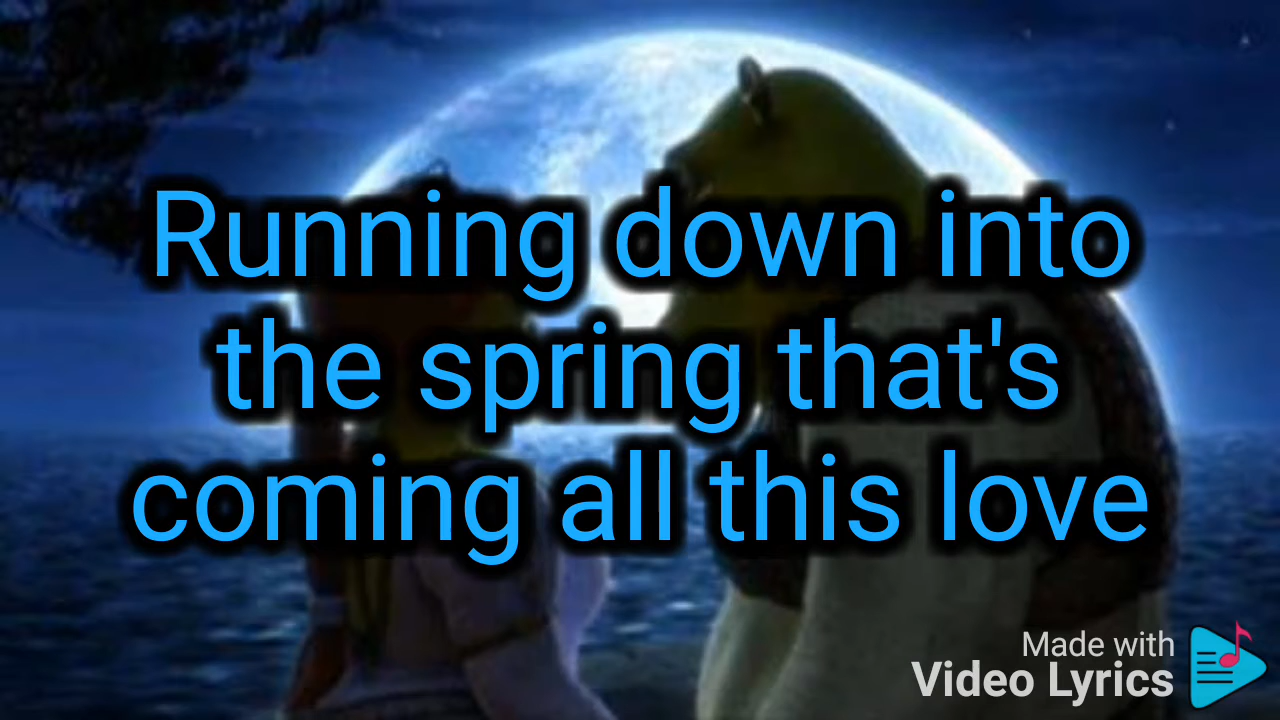 Running down into
the spring that's
coming all this love
Made with
Video Lyrics